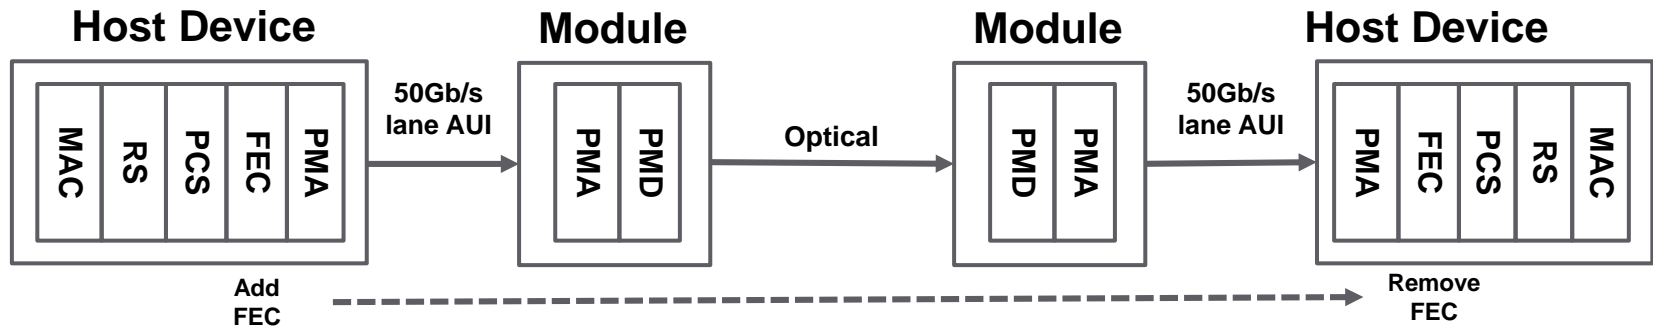 Host Device
Module
Module
Host Device
MAC
RS
PCS
FEC
PMA
50Gb/s
lane AUI
PMA
PMD
Optical
PMD
PMA
50Gb/s
lane AUI
PMA
FEC
PCS
RS
MAC
Add
FEC
Remove
FEC